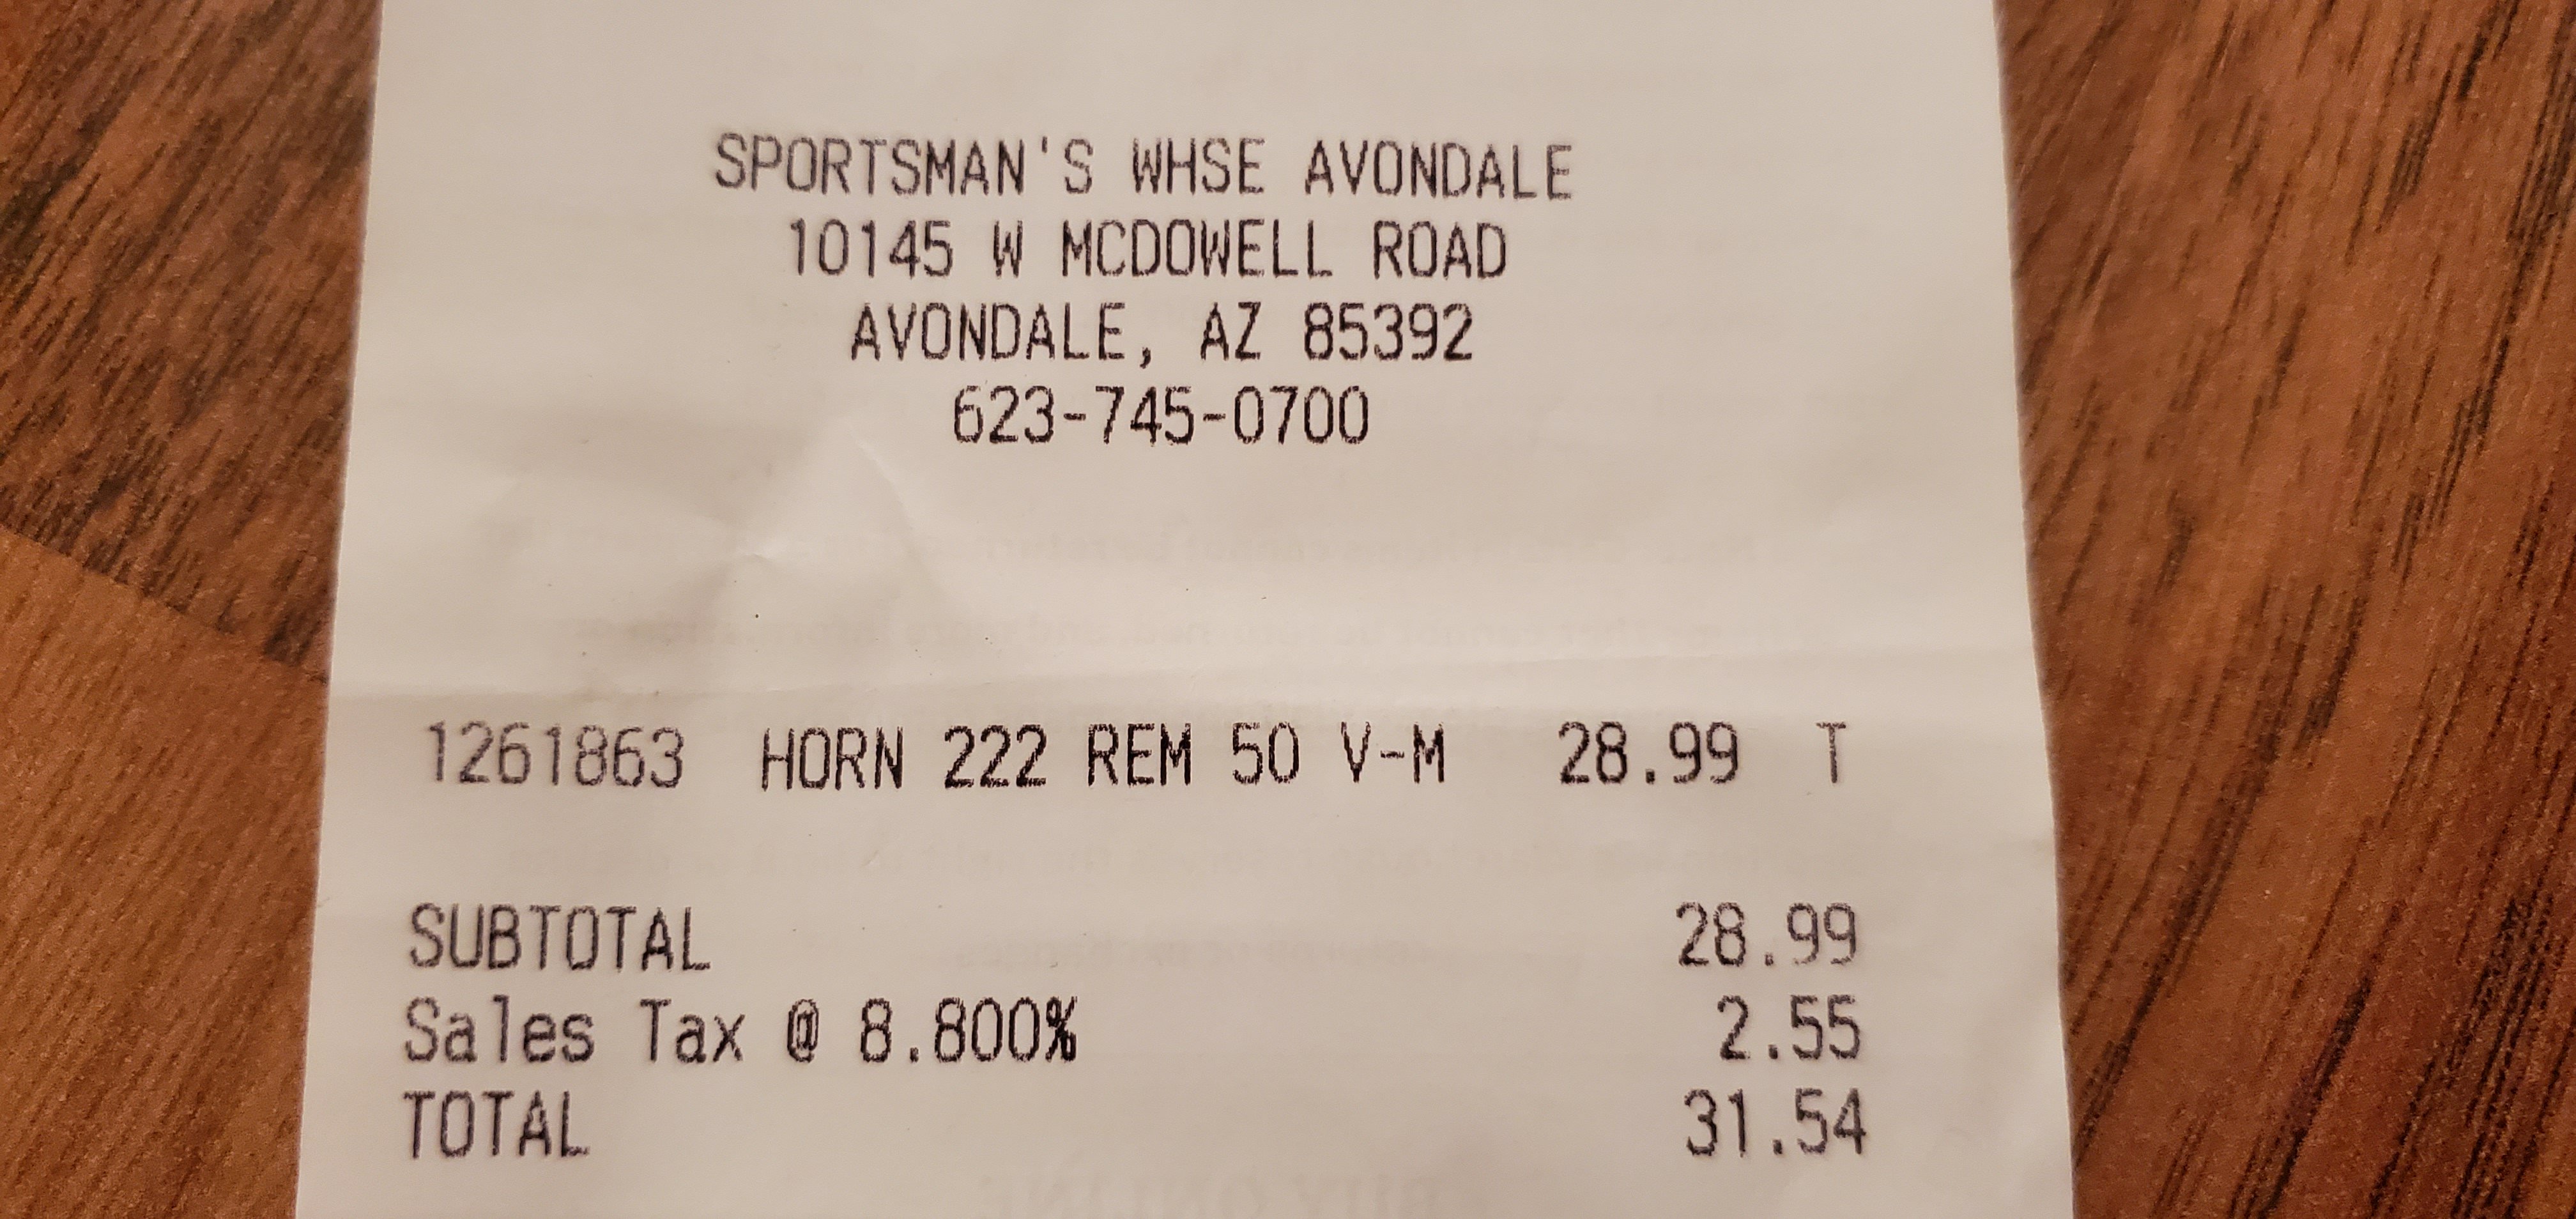 SPORTSMAN'S WHSE AVONDALE
10145 W MCDOWELL ROAD
AVONDALE, AZ 85392
623-745-0700
1261863 HORN 222 REM 50 V-M 28.99 T
SUBTOTAL 28.99
Sales Tax @ 8.800% 2.55
TOTAL 31.54